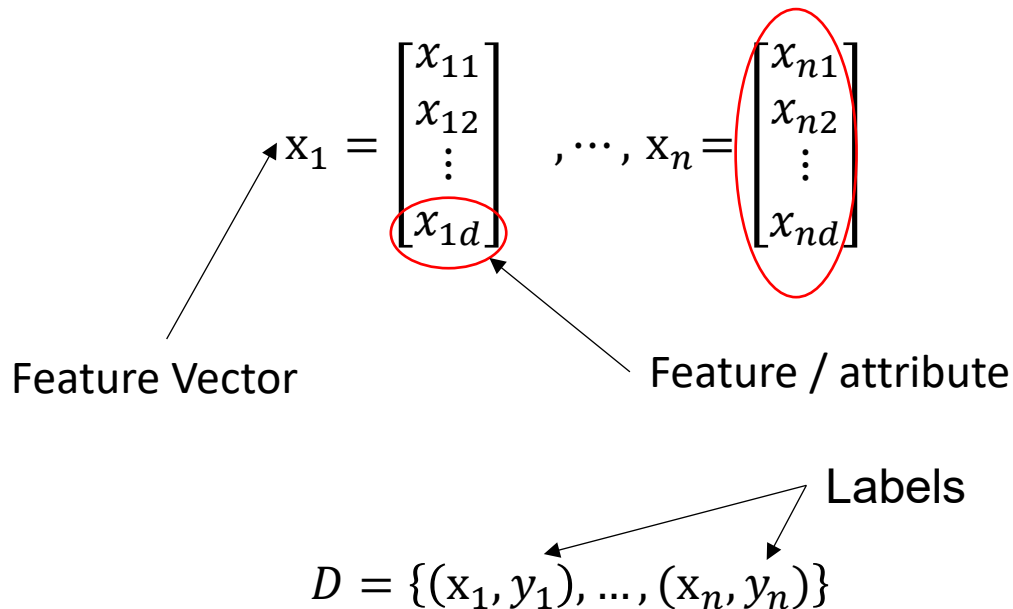 x₁ = [x₁₁ x₁₂ ⋮ x₁d] , ⋯ , xₙ = [xₙ₁ xₙ₂ ⋮ xₙd]
Feature Vector
Feature / attribute
Labels
D = {(x₁, y₁), … , (xₙ, yₙ)}